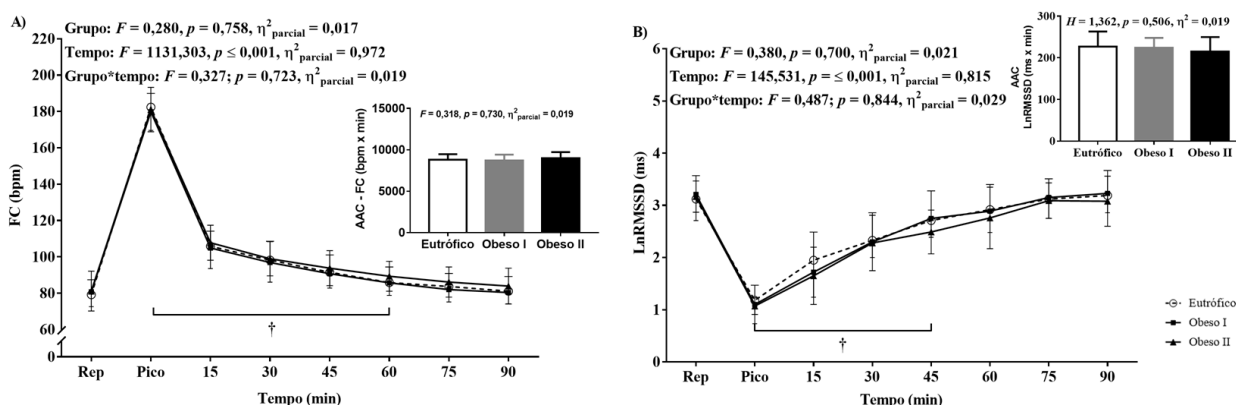 A)
Grupo: F = 0,280, p = 0,758, η²parcial = 0,017
Tempo: F = 1131,303, p ≤ 0,001, η²parcial = 0,972
Grupo*tempo: F = 0,327; p = 0,723, η²parcial = 0,019
220
200
180
160
140
120
100
80
60
0
FC (bpm)
Rep Pico 15 30 45 60 75 90
Tempo (min)
†
F = 0,318, p = 0,730, η²parcial = 0,019
AAC - FC (bpm x min)
15000
10000
5000
0
Eutrófico Obeso I Obeso II
B)
Grupo: F = 0,380, p = 0,700, η²parcial = 0,021
Tempo: F = 145,531, p = ≤ 0,001, η²parcial = 0,815
Grupo*tempo: F = 0,487; p = 0,844, η²parcial = 0,029
6
5
4
3
2
1
0
LnRMSSD (ms)
Rep Pico 15 30 45 60 75 90
Tempo (min)
†
H = 1,362, p = 0,506, η² = 0,019
AAC
LnRMSSD (ms x min)
300
200
100
0
Eutrófico Obeso I Obeso II
Eutrófico
Obeso I
Obeso II